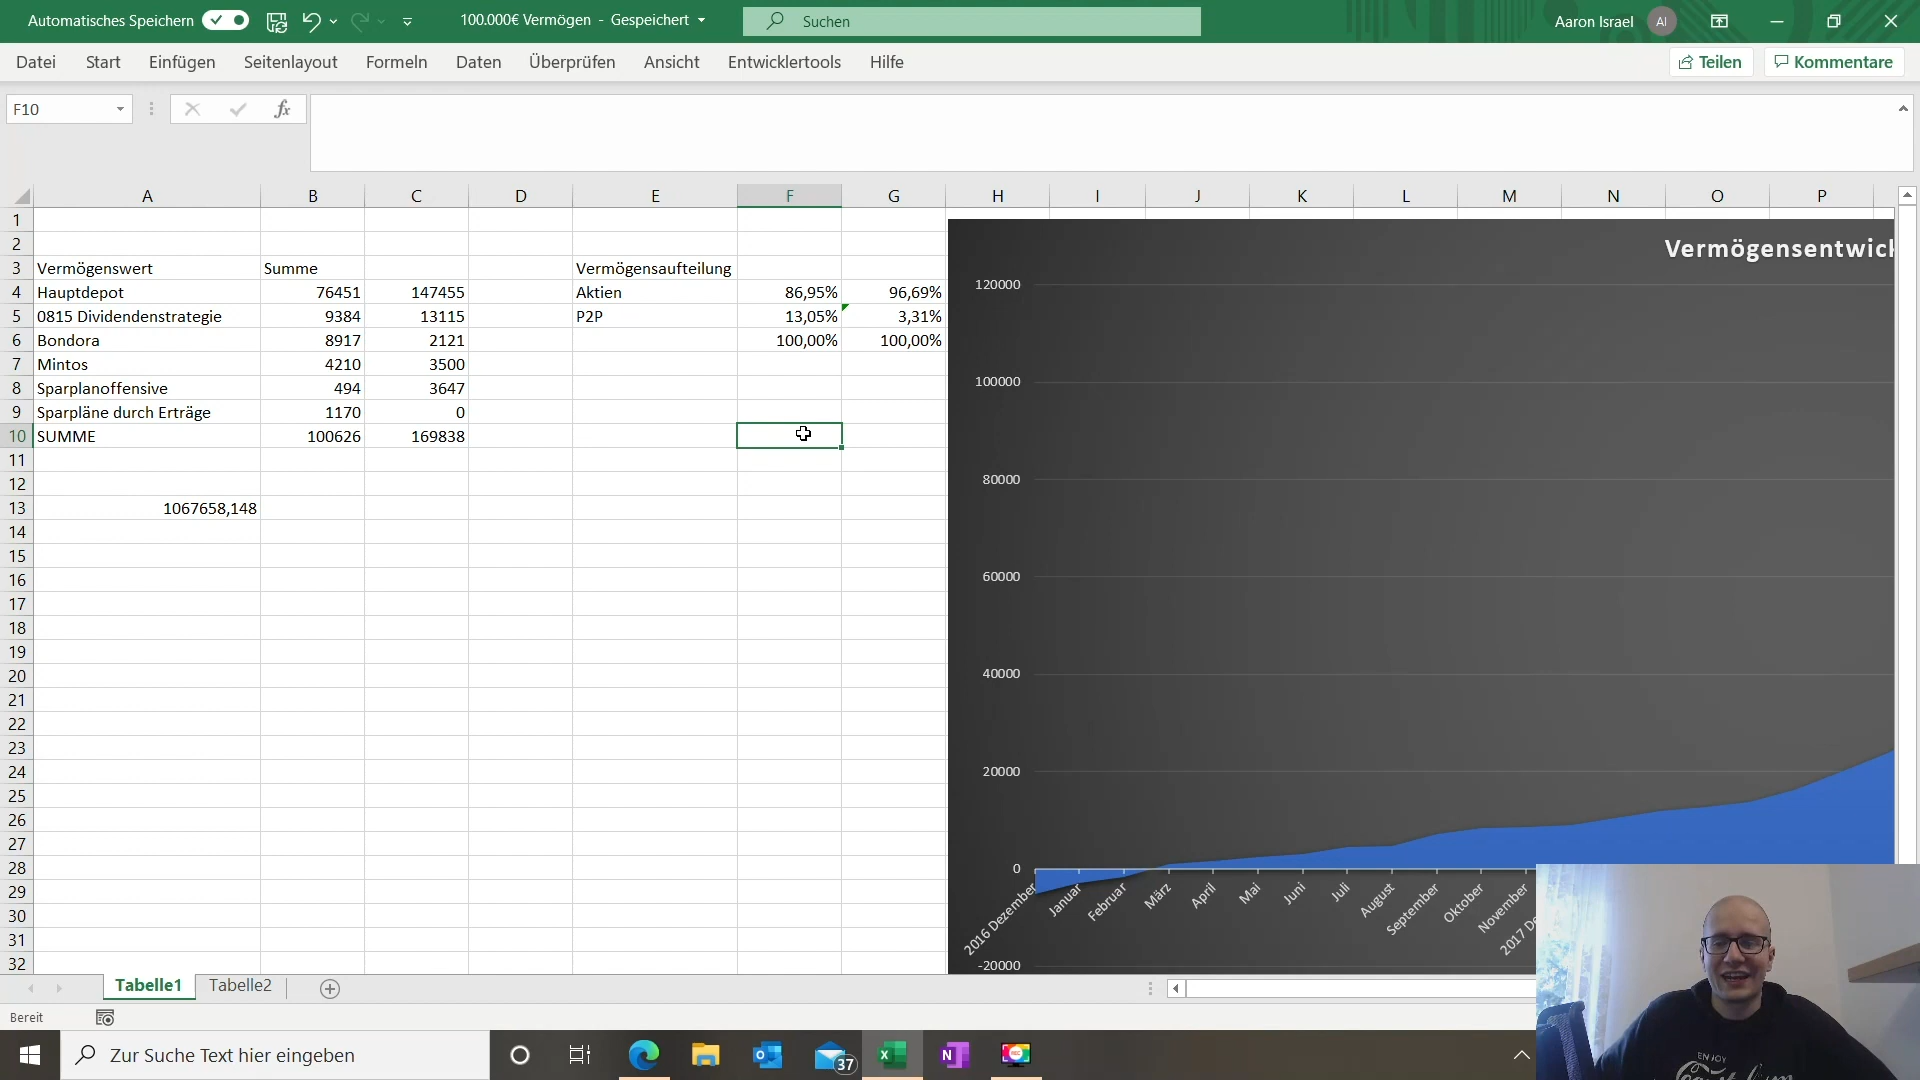 Automatisches Speichern
100.000€ Vermögen - Gespeichert
Suchen
Aaron Israel
AI
Datei Start Einfügen Seitenlayout Formeln Daten Überprüfen Ansicht Entwicklertools Hilfe
Teilen
Kommentare
F10
fx
A B C D E F G H I J K L M N O P
1
2
3 Vermögenswert Summe Vermögensaufteilung
4 Hauptdepot 76451 147455 Aktien 86,95% 96,69%
5 0815 Dividendenstrategie 9384 13115 P2P 13,05% 3,31%
6 Bondora 8917 2121 100,00% 100,00%
7 Mintos 4210 3500
8 Sparplanoffensive 494 3647
9 Sparpläne durch Erträge 1170 0
10 SUMME 100626 169838
11
12
13 1067658,148
14
15
16
17
18
19
20
21
22
23
24
25
26
27
28
29
30
31
32
Vermögensentwick
120000
100000
80000
60000
40000
20000
0
-20000
2016 Dezember
Januar
Februar
März
April
Mai
Juni
Juli
August
September
Oktober
November
2017 De
Tabelle1 Tabelle2
Bereit
Zur Suche Text hier eingeben
37
ENJOY